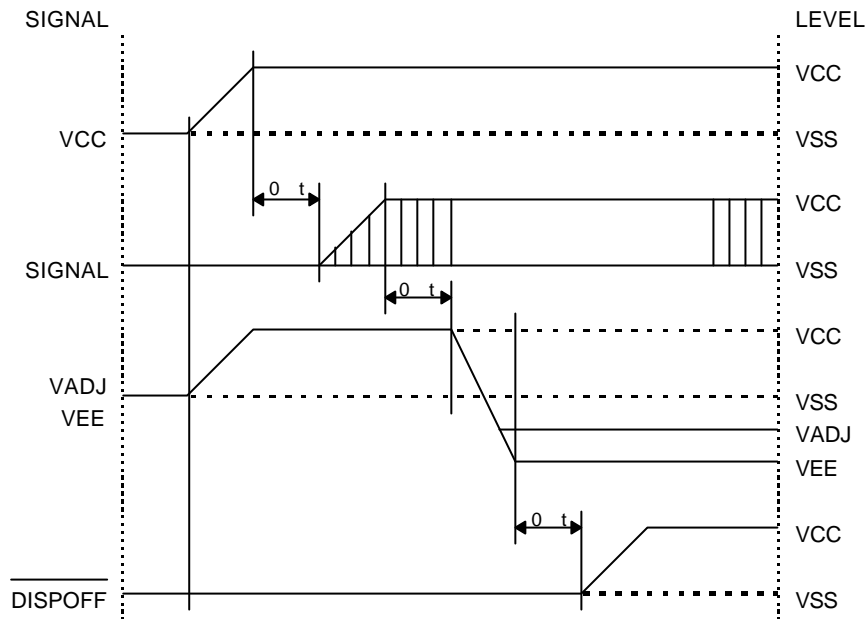 SIGNAL LEVEL
VCC
VCC VSS
0 t
VCC
SIGNAL VSS
0 t
VCC
VADJ
VEE
VSS
VADJ
VEE
0 t
VCC
DISPOFF VSS